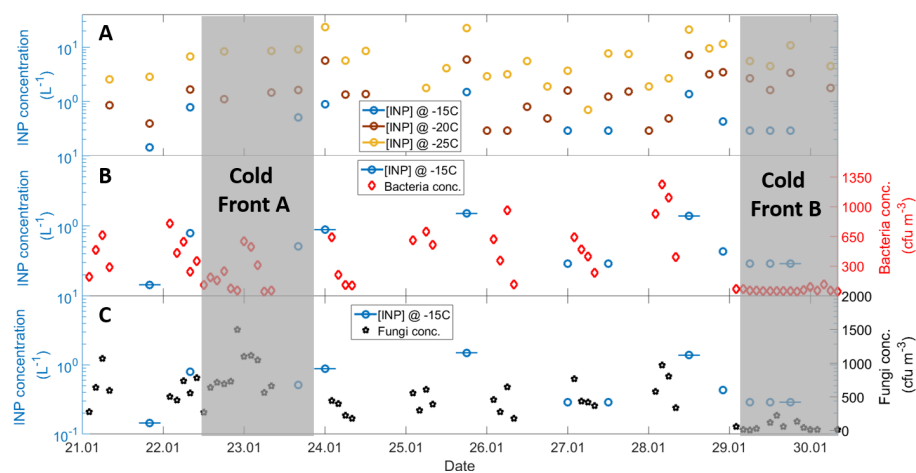 A
INP concentration
(L⁻¹)
10¹
10⁰
10⁻¹
[INP] @ -15C
[INP] @ -20C
[INP] @ -25C
B
INP concentration
(L⁻¹)
10¹
10⁰
Cold
Front A
[INP] @ -15C
Bacteria conc.
Cold
Front B
1350
1000
650
300
Bacteria conc.
(cfu m⁻³)
C
INP concentration
(L⁻¹)
10¹
10⁰
10⁻¹
[INP] @ -15C
Fungi conc.
2000
1500
1000
500
0
Fungi conc.
(cfu m⁻³)
21.01 22.01 23.01 24.01 25.01 26.01 27.01 28.01 29.01 30.01
Date